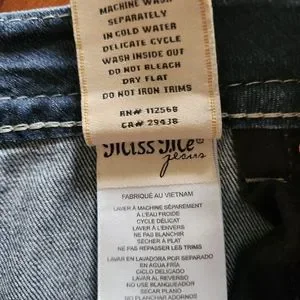 MACHINE WASH
SEPARATELY
IN COLD WATER
DELICATE CYCLE
WASH INSIDE OUT
DO NOT BLEACH
DRY FLAT
DO NOT IRON TRIMS
RN# 112568
CA# 29438
Miss Me®
jeans
FABRIQUÉ AU VIETNAM
LAVER À MACHINE SÉPARÉMENT
À L'EAU FROIDE
CYCLE DÉLICAT
LAVER À L'ENVERS
NE PAS BLANCHIR
SÉCHER À PLAT
NE PAS REPASSER LES TRIMS
LAVAR EN LAVADORA POR SEPARADO
EN AGUA FRÍA
CICLO DELICADO
LAVAR AL REVERSO
NO USE BLANQUEADOR
SECAR PLANO
NO PLANCHAR ADORNOS